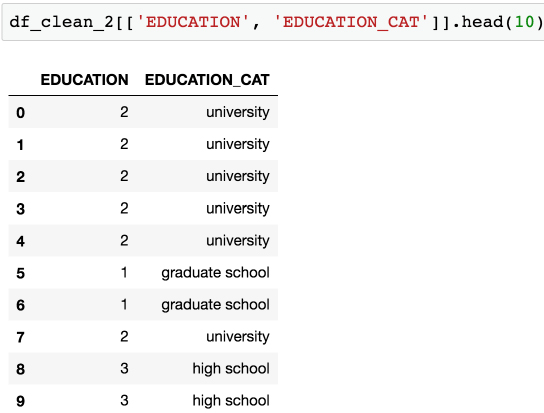 df_clean_2[['EDUCATION', 'EDUCATION_CAT']].head(10)
EDUCATION EDUCATION_CAT
0 2 university
1 2 university
2 2 university
3 2 university
4 2 university
5 1 graduate school
6 1 graduate school
7 2 university
8 3 high school
9 3 high school